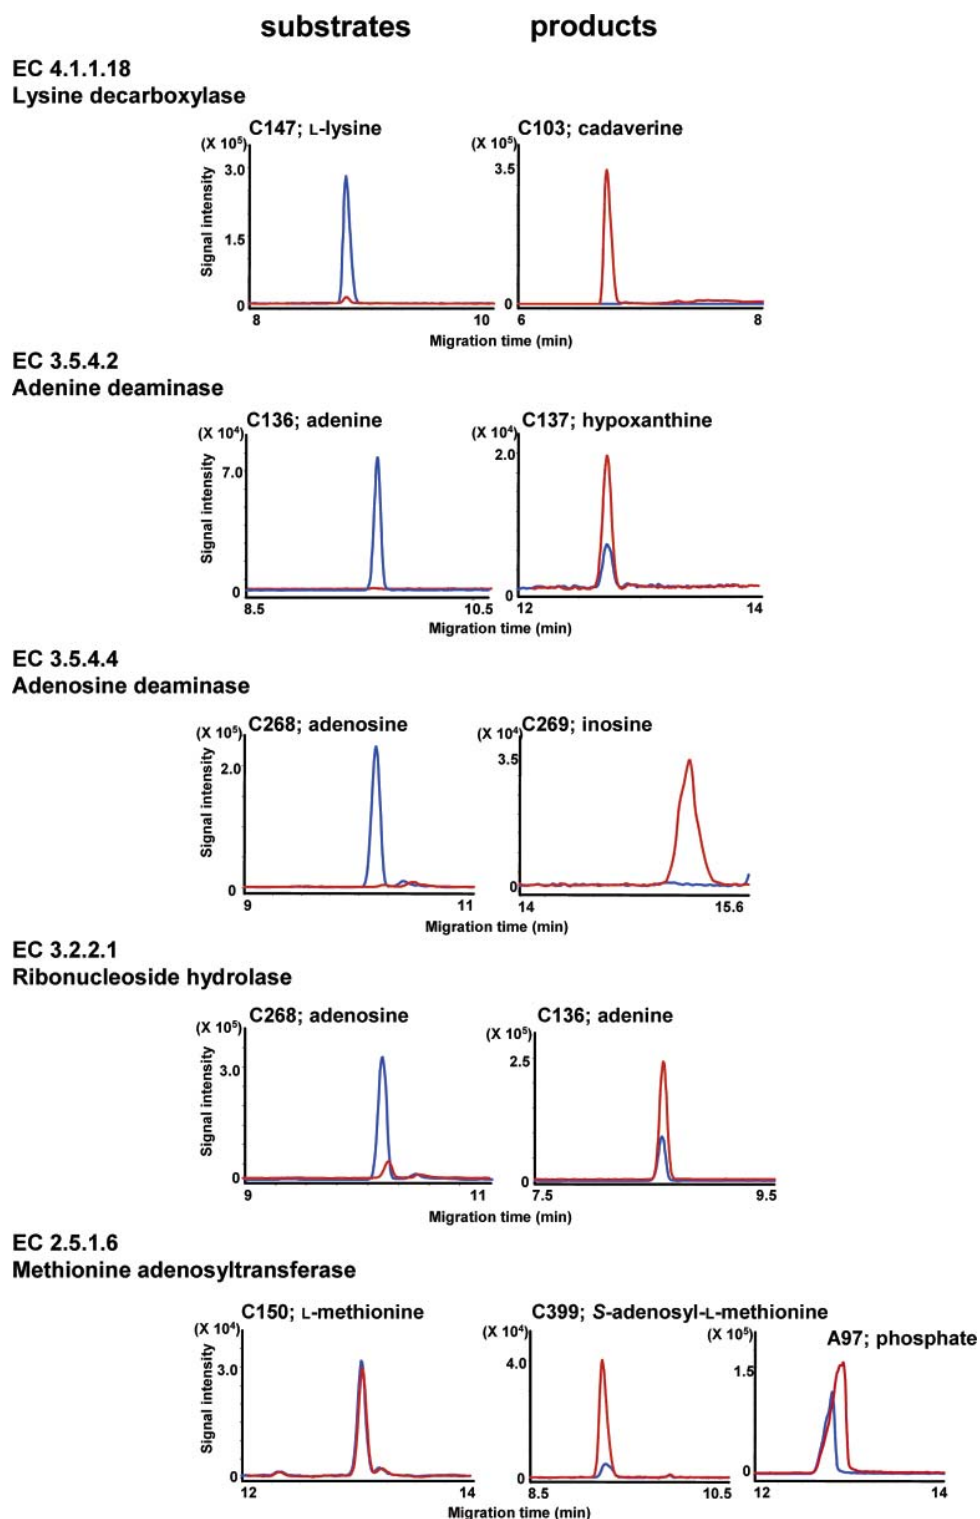 substrates products
EC 4.1.1.18
Lysine decarboxylase
C147; L-lysine C103; cadaverine
(X 10⁵) (X 10⁵)
3.0 3.5
Signal intensity
1.5
0 0
8 10 6 8
Migration time (min)
EC 3.5.4.2
Adenine deaminase
C136; adenine C137; hypoxanthine
(X 10⁴) (X 10⁴)
7.0 2.0
Signal intensity
0 0
8.5 10.5 12 14
Migration time (min)
EC 3.5.4.4
Adenosine deaminase
C268; adenosine C269; inosine
(X 10⁵) (X 10⁴)
2.0 3.5
Signal intensity
0 0
9 11 14 15.6
Migration time (min)
EC 3.2.2.1
Ribonucleoside hydrolase
C268; adenosine C136; adenine
(X 10⁵) (X 10⁵)
3.0 2.5
Signal intensity
0 0
9 11 7.5 9.5
Migration time (min)
EC 2.5.1.6
Methionine adenosyltransferase
C150; L-methionine C399; S-adenosyl-L-methionine
(X 10⁴) (X 10⁴) (X 10⁵) A97; phosphate
3.0 4.0 1.5
Signal intensity
0 0 0
12 14 8.5 10.5 12 14
Migration time (min)